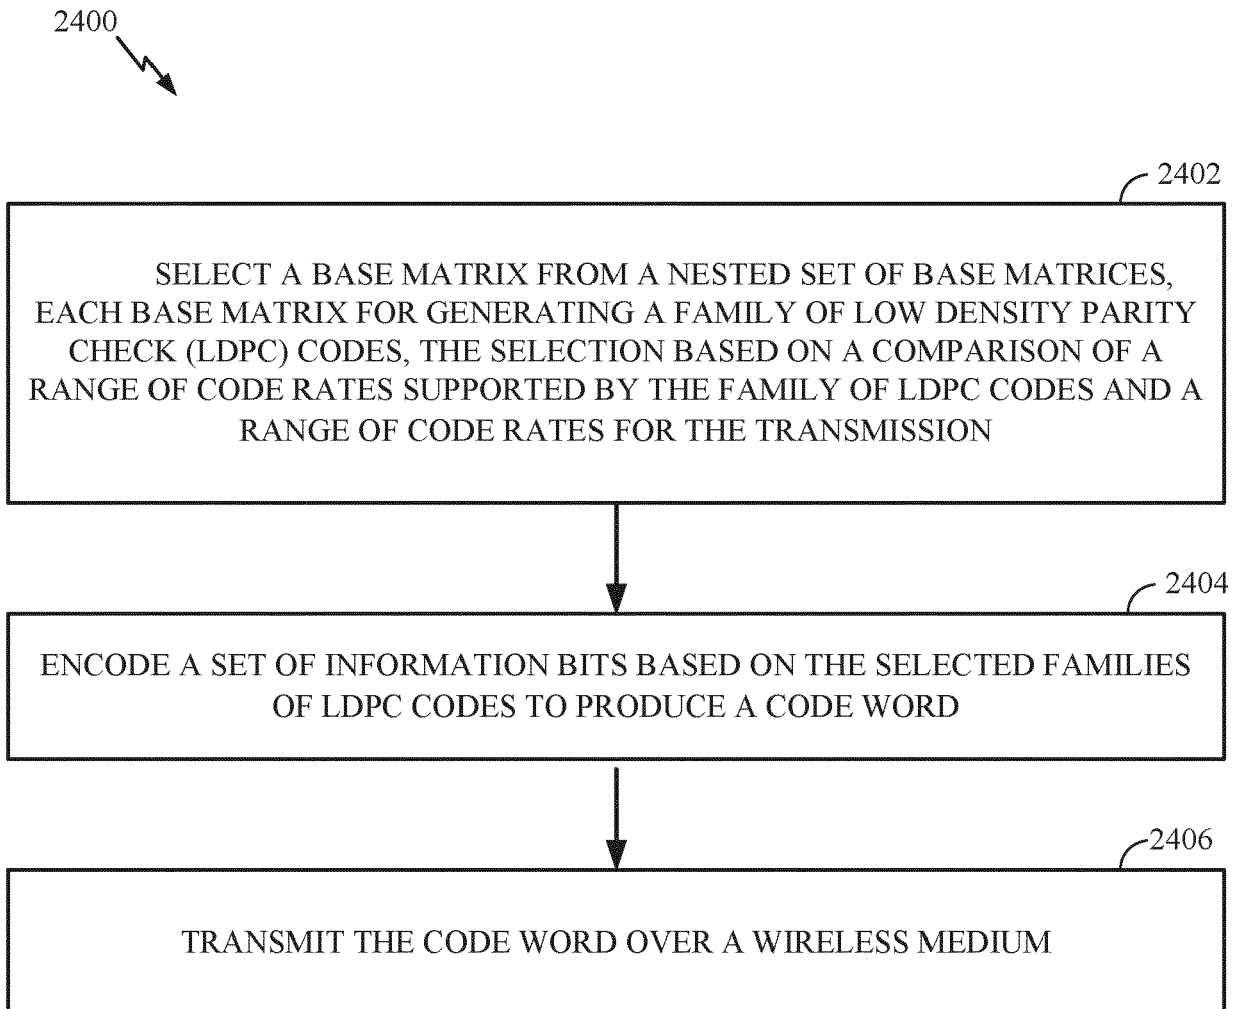 2400
2402
SELECT A BASE MATRIX FROM A NESTED SET OF BASE MATRICES,
EACH BASE MATRIX FOR GENERATING A FAMILY OF LOW DENSITY PARITY
CHECK (LDPC) CODES, THE SELECTION BASED ON A COMPARISON OF A
RANGE OF CODE RATES SUPPORTED BY THE FAMILY OF LDPC CODES AND A
RANGE OF CODE RATES FOR THE TRANSMISSION
2404
ENCODE A SET OF INFORMATION BITS BASED ON THE SELECTED FAMILIES
OF LDPC CODES TO PRODUCE A CODE WORD
2406
TRANSMIT THE CODE WORD OVER A WIRELESS MEDIUM